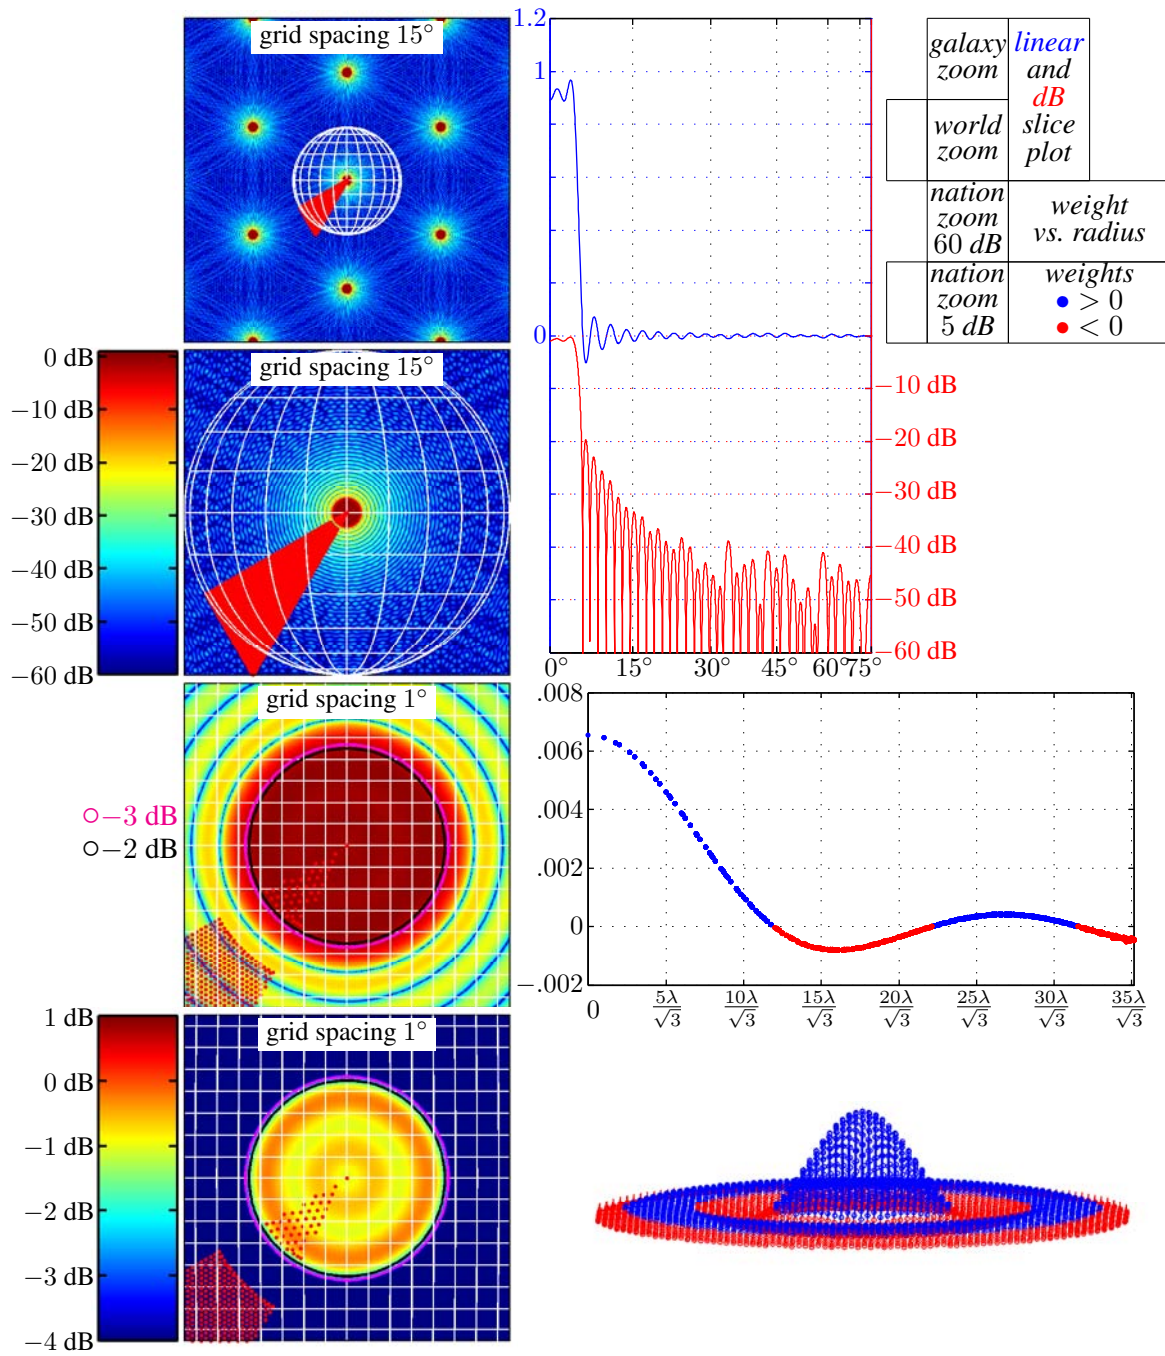 grid spacing 15°
1.2
1
0
−10 dB
−20 dB
−30 dB
−40 dB
−50 dB
−60 dB
0° 15° 30° 45° 60° 75°
galaxy
zoom
linear
and
dB
slice
plot
world
zoom
nation
zoom
60 dB
weight
vs. radius
nation
zoom
5 dB
weights
> 0
< 0
grid spacing 15°
0 dB
−10 dB
−20 dB
−30 dB
−40 dB
−50 dB
−60 dB
grid spacing 1°
−3 dB
−2 dB
.008
.006
.004
.002
0
−.002
0 5λ/√3 10λ/√3 15λ/√3 20λ/√3 25λ/√3 30λ/√3 35λ/√3
grid spacing 1°
1 dB
0 dB
−1 dB
−2 dB
−3 dB
−4 dB